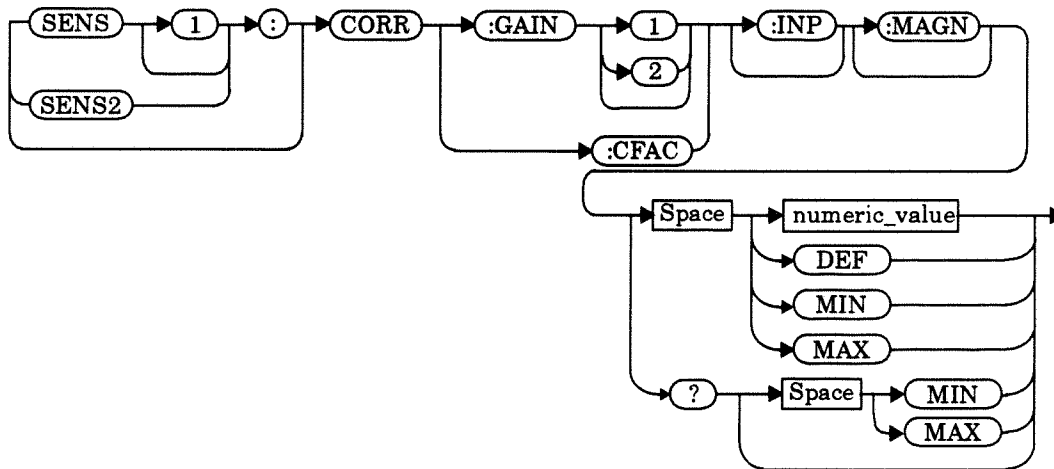 SENS 1 : CORR :GAIN 1 :INP :MAGN
2
SENS2
:CFAC
Space numeric_value
DEF
MIN
MAX
? Space MIN
MAX